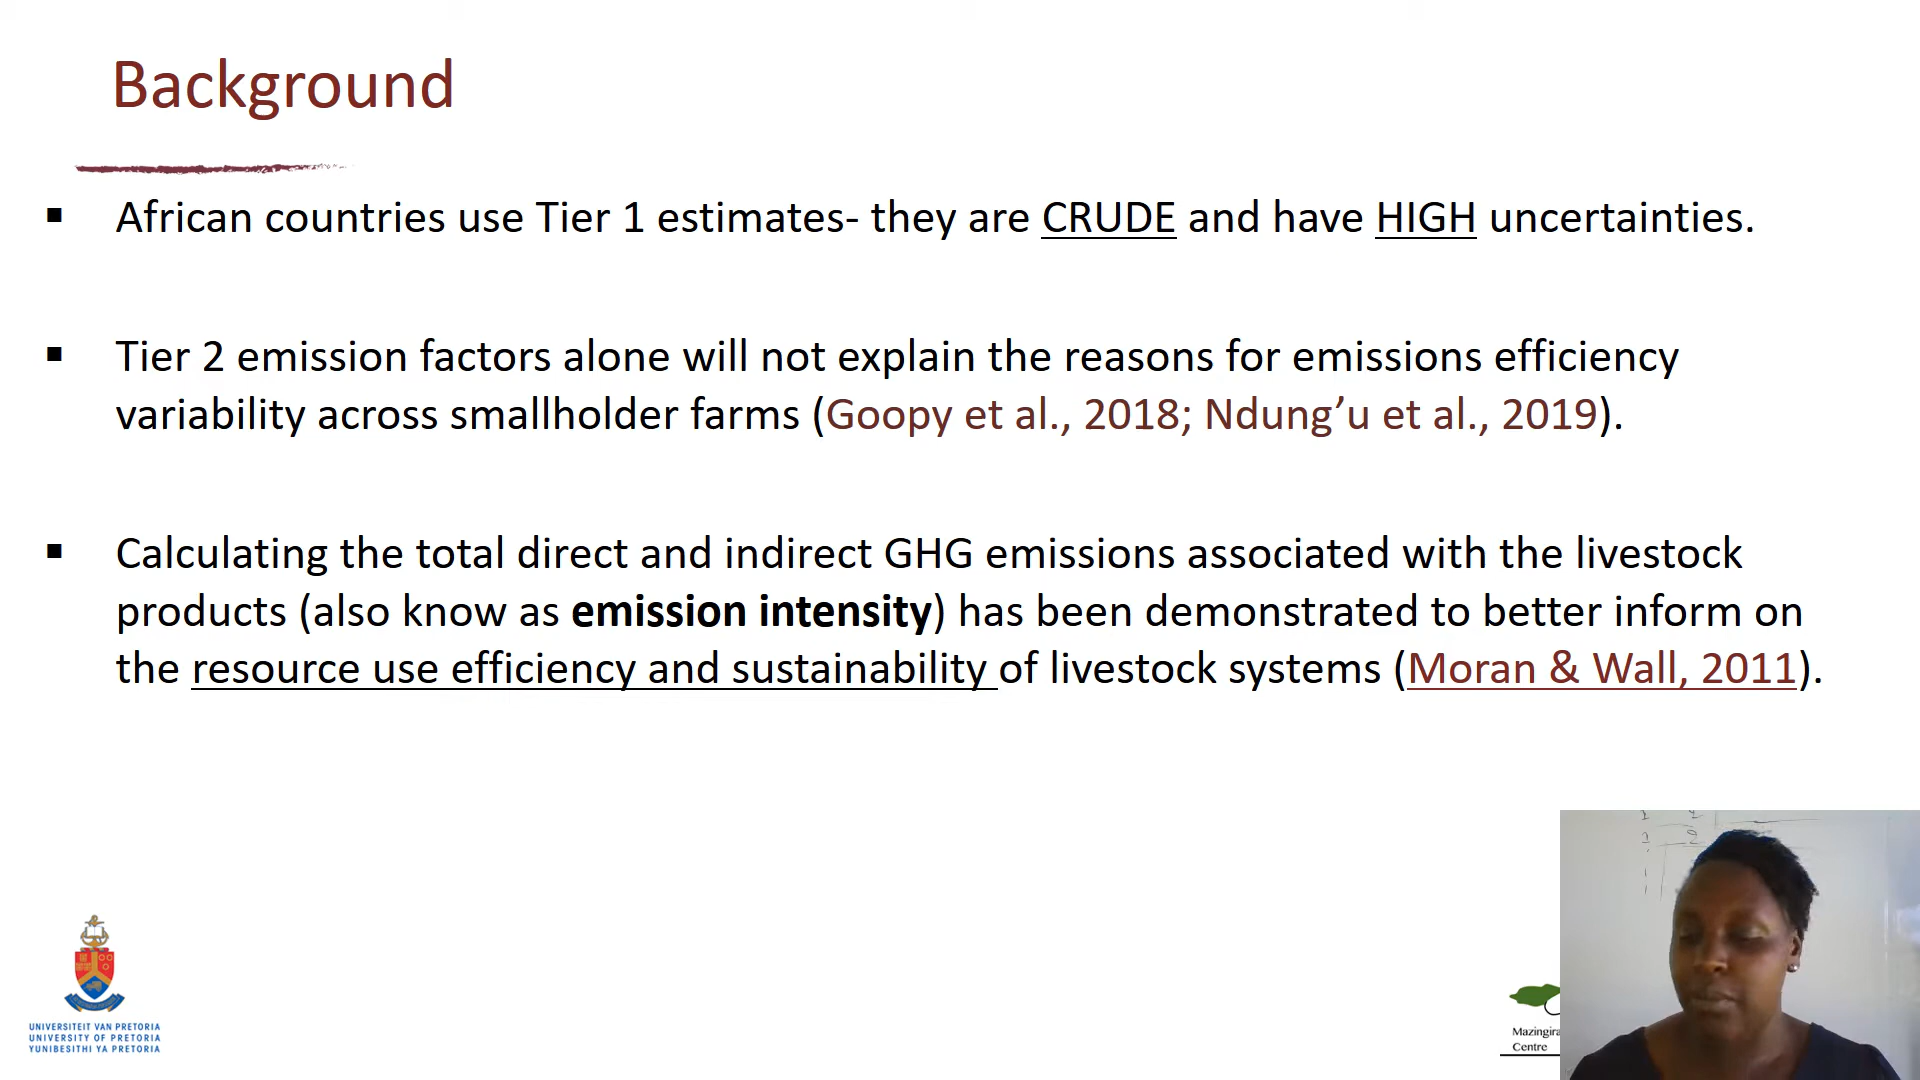 Background
▪ African countries use Tier 1 estimates- they are CRUDE and have HIGH uncertainties.
▪ Tier 2 emission factors alone will not explain the reasons for emissions efficiency
variability across smallholder farms (Goopy et al., 2018; Ndung’u et al., 2019).
▪ Calculating the total direct and indirect GHG emissions associated with the livestock
products (also know as emission intensity) has been demonstrated to better inform on
the resource use efficiency and sustainability of livestock systems (Moran & Wall, 2011).
UNIVERSITEIT VAN PRETORIA
UNIVERSITY OF PRETORIA
YUNIBESITHI YA PRETORIA
Mazingira
Centre